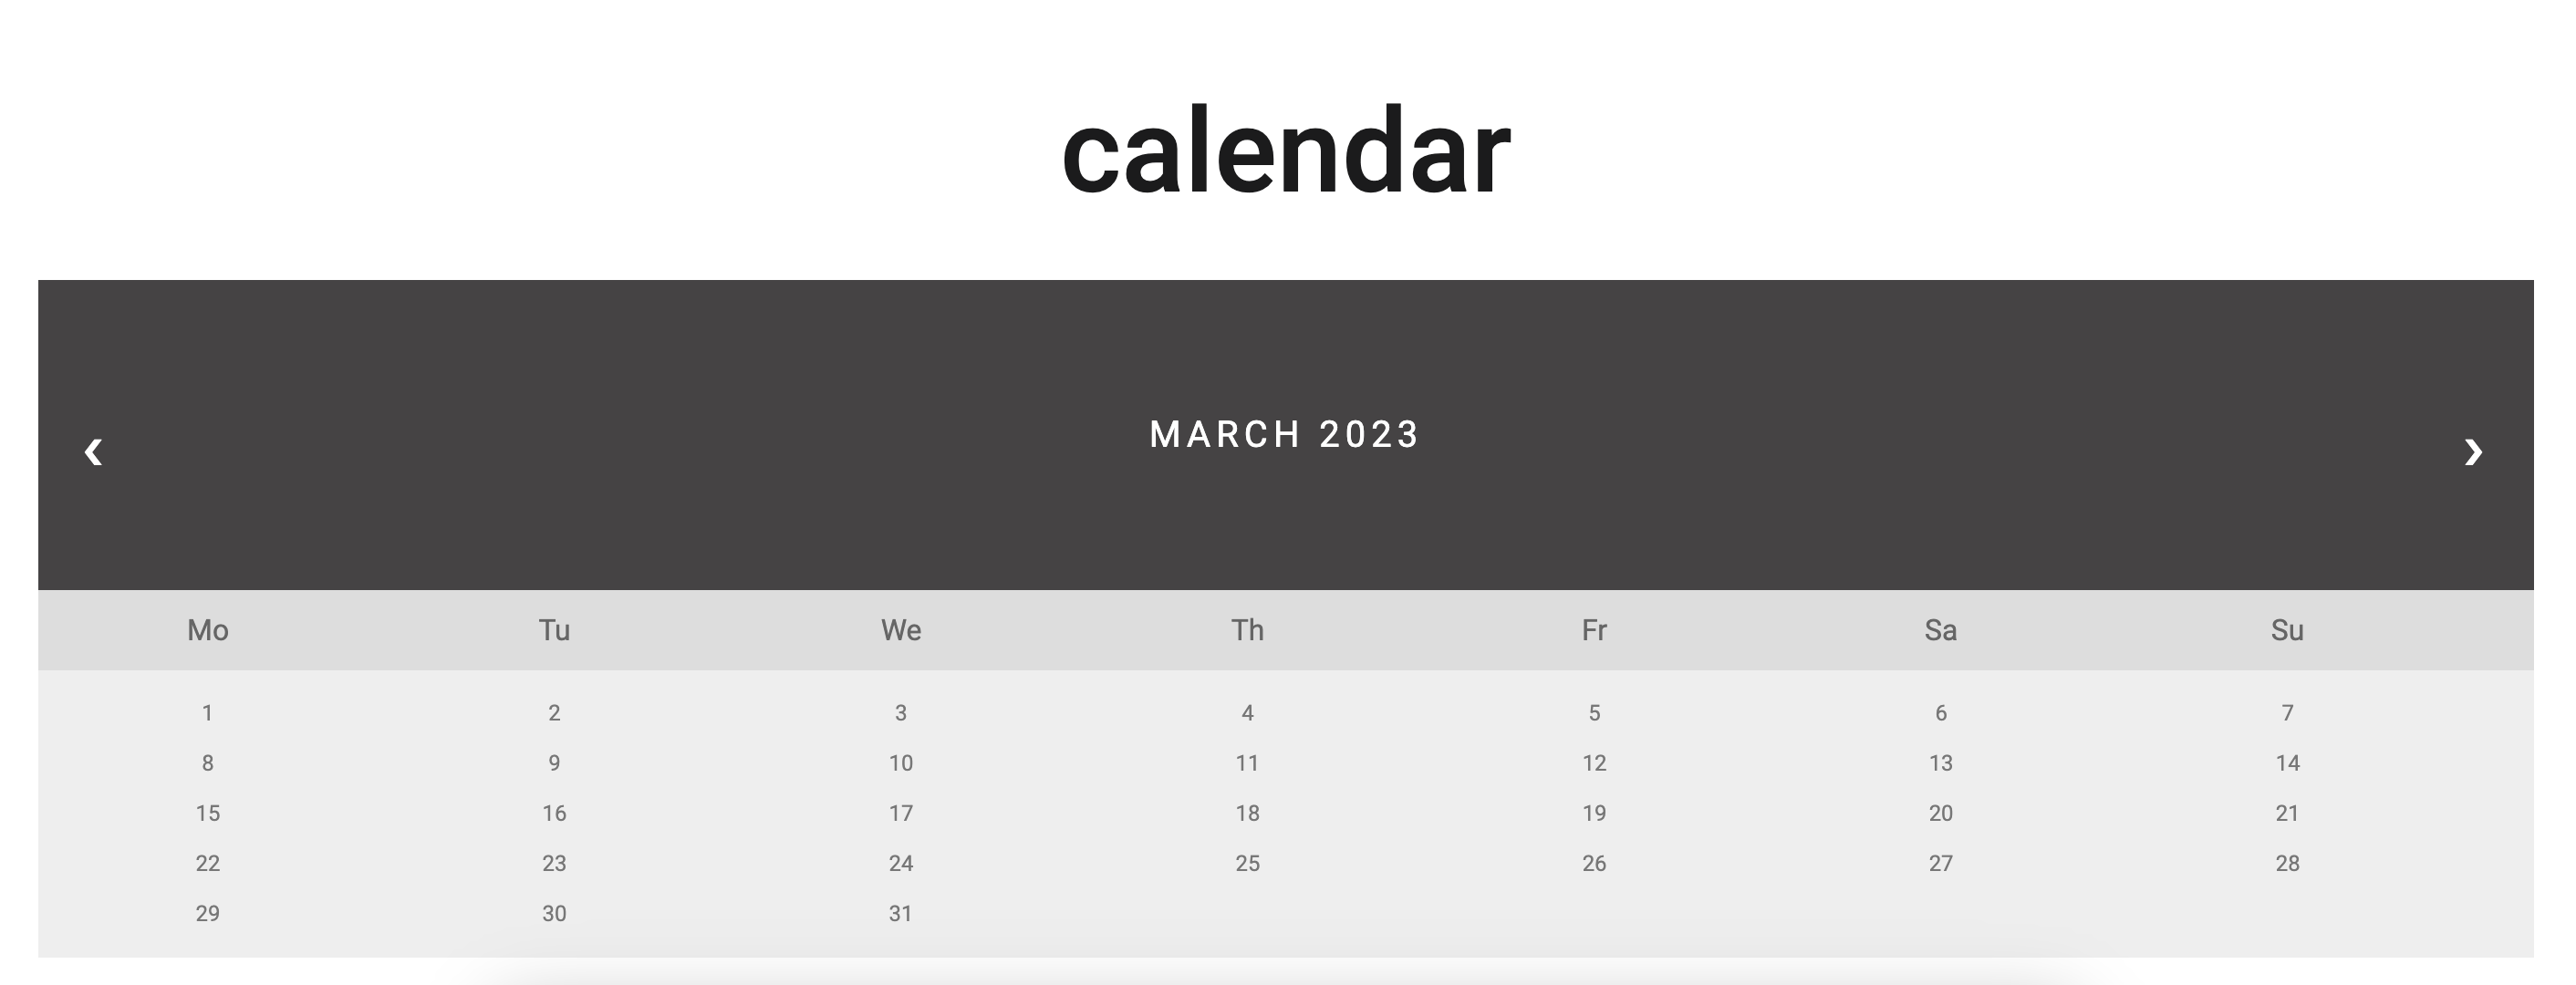 calendar
‹ MARCH 2023 ›
Mo Tu We Th Fr Sa Su
1 2 3 4 5 6 7
8 9 10 11 12 13 14
15 16 17 18 19 20 21
22 23 24 25 26 27 28
29 30 31